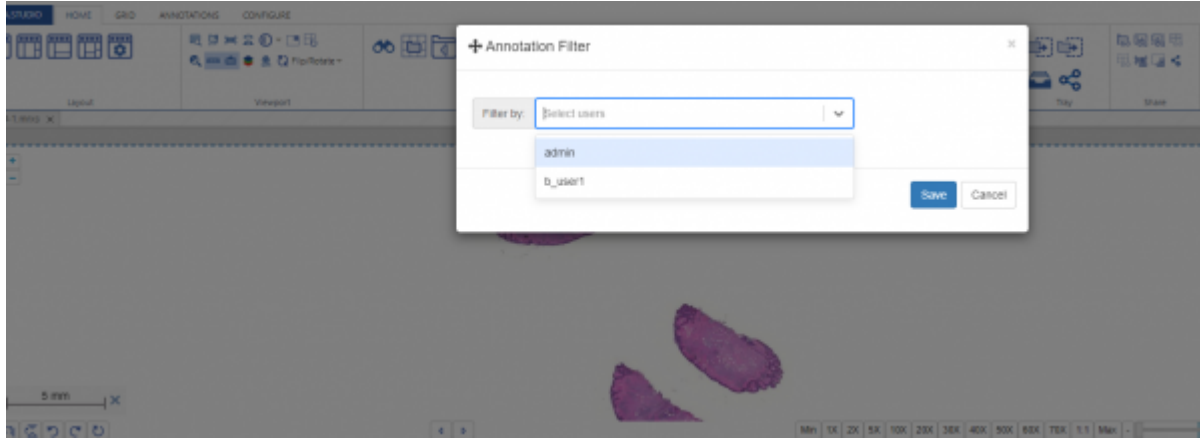 STUDIO HOME GRID ANNOTATIONS CONFIGURE
Annotation Filter
×
Flip/Rotate
Layout Viewport Tray Share
Filter by: Select users
admin
b_user1
Save Cancel
5 mm
Min 1X 2X 5X 10X 20X 30X 40X 50X 60X 70X 1:1 Max -